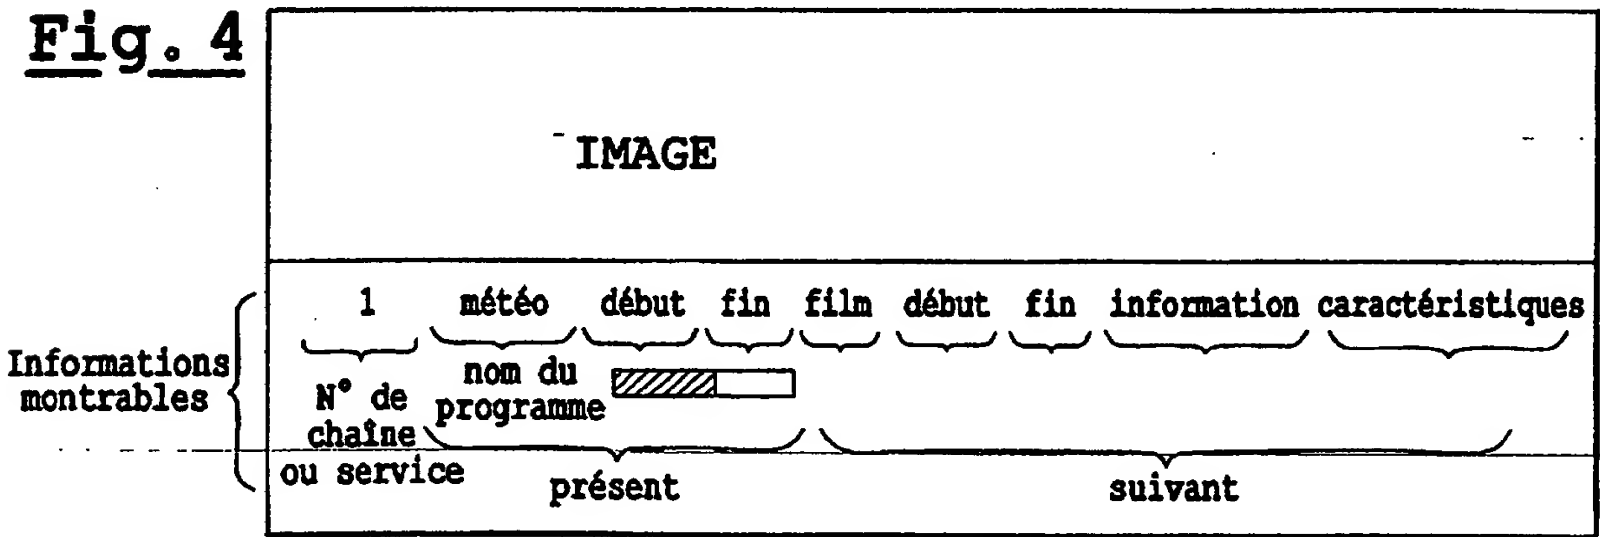 Fig. 4
IMAGE
1 météo début fin film début fin information caractéristiques
Informations
montrables
N° de
chaîne
ou service
nom du
programme
présent
suivant